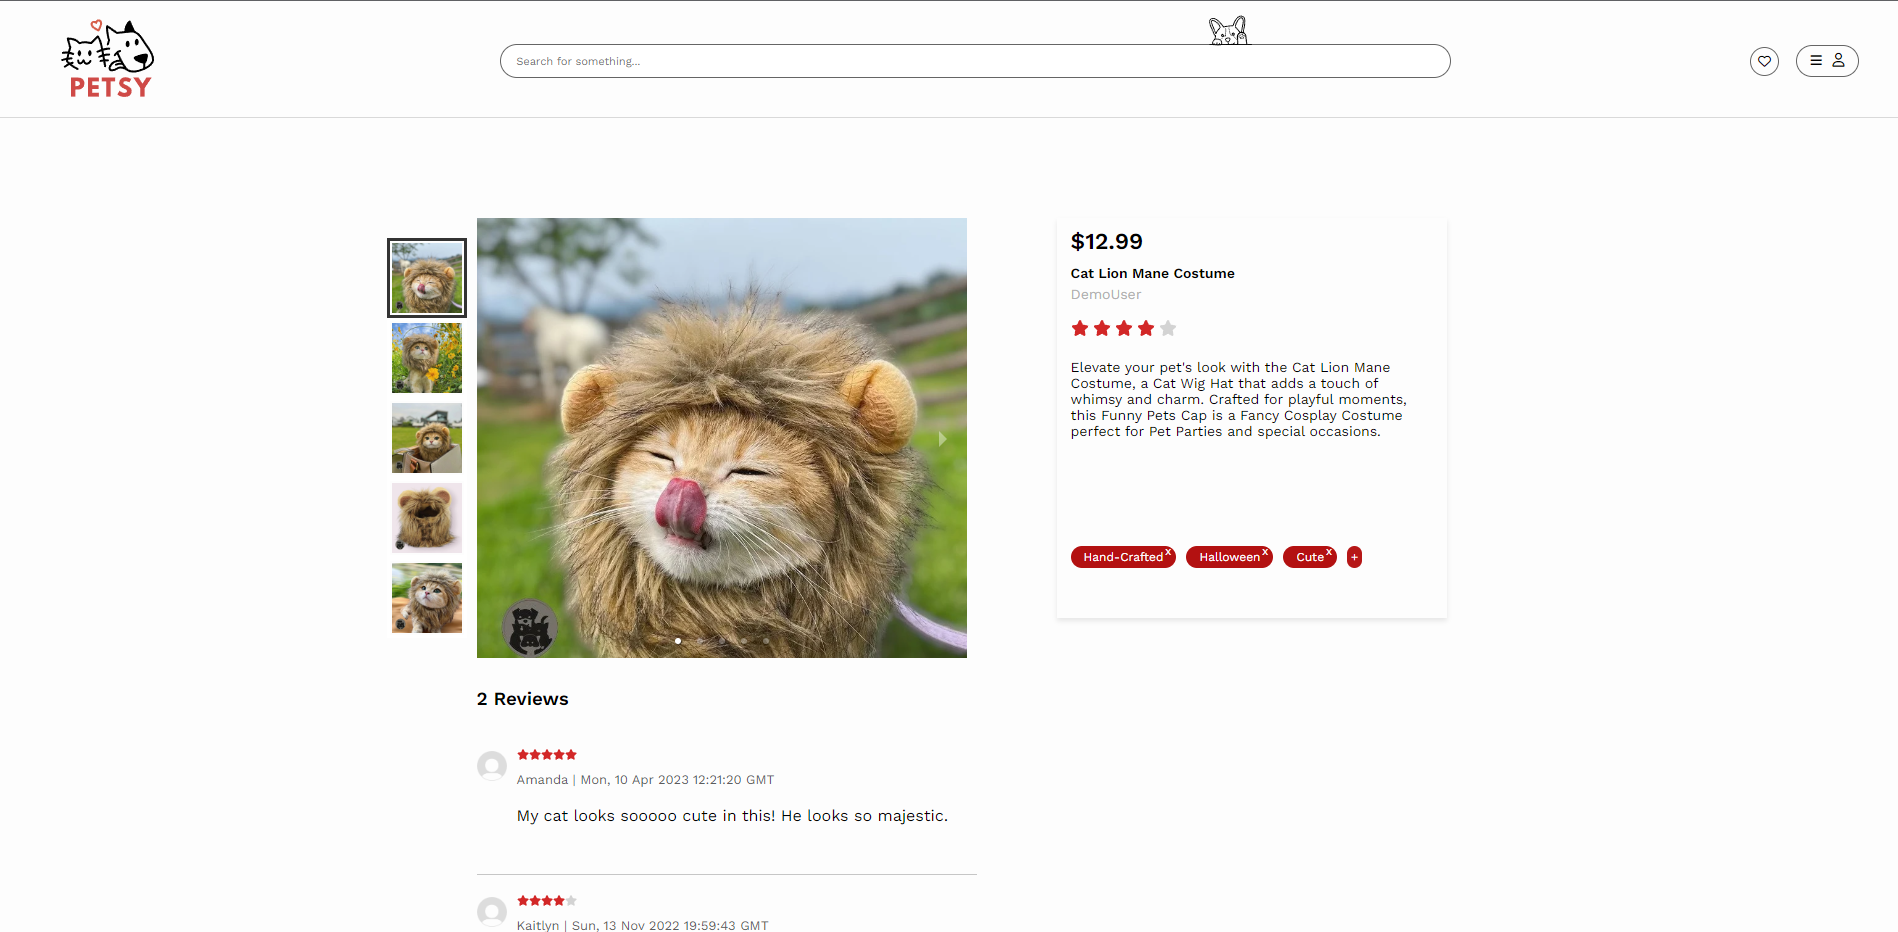 PETSY
Search for something...
$12.99
Cat Lion Mane Costume
DemoUser
Elevate your pet's look with the Cat Lion Mane
Costume, a Cat Wig Hat that adds a touch of
whimsy and charm. Crafted for playful moments,
this Funny Pets Cap is a Fancy Cosplay Costume
perfect for Pet Parties and special occasions.
Hand-Crafted x Halloween x Cute x +
2 Reviews
Amanda | Mon, 10 Apr 2023 12:21:20 GMT
My cat looks sooooo cute in this! He looks so majestic.
Kaitlyn | Sun, 13 Nov 2022 19:59:43 GMT